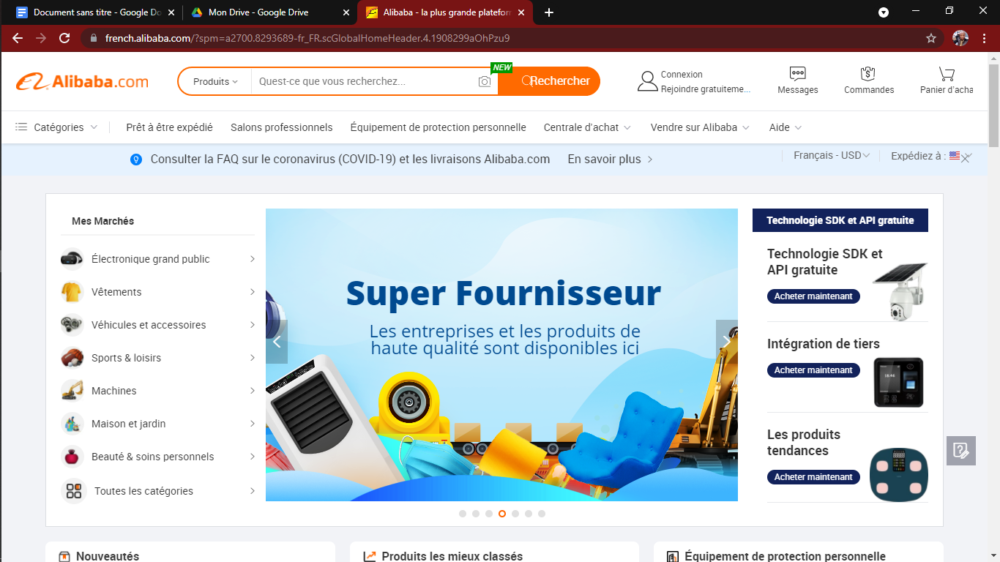 Document sans titre - Google Do
Mon Drive - Google Drive
Alibaba - la plus grande platefor
french.alibaba.com/?spm=a2700.8293689-fr_FR.scGlobalHomeHeader.4.1908299aOhPzu9
Alibaba.com
Produits
Quest-ce que vous recherchez...
NEW
Rechercher
Connexion
Rejoindre gratuiteme...
Messages
Commandes
Panier d'acha
Catégories
Prêt à être expédié
Salons professionnels
Équipement de protection personnelle
Centrale d'achat
Vendre sur Alibaba
Aide
Consulter la FAQ sur le coronavirus (COVID-19) et les livraisons Alibaba.com
En savoir plus
Français - USD
Expédiez à :
Mes Marchés
Électronique grand public
Vêtements
Véhicules et accessoires
Sports & loisirs
Machines
Maison et jardin
Beauté & soins personnels
Toutes les catégories
Super Fournisseur
Les entreprises et les produits de
haute qualité sont disponibles ici
Technologie SDK et API gratuite
Technologie SDK et
API gratuite
Acheter maintenant
Intégration de tiers
Acheter maintenant
18:46
Les produits
tendances
Acheter maintenant
Nouveautés
Produits les mieux classés
Équipement de protection personnelle